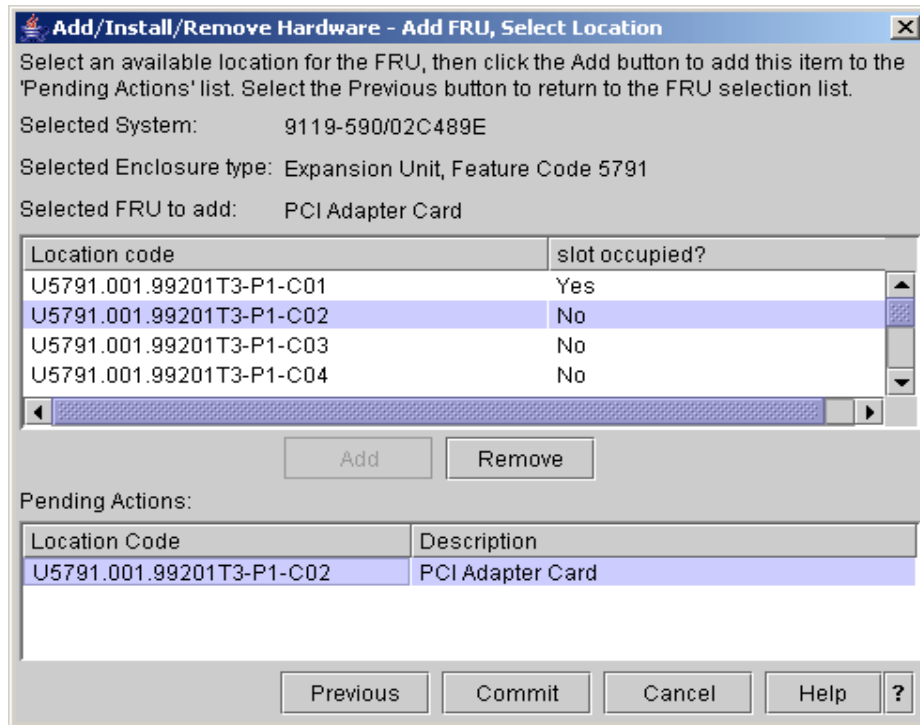 Add/Install/Remove Hardware - Add FRU, Select Location
Select an available location for the FRU, then click the Add button to add this item to the
'Pending Actions' list. Select the Previous button to return to the FRU selection list.
Selected System: 9119-590/02C489E
Selected Enclosure type: Expansion Unit, Feature Code 5791
Selected FRU to add: PCI Adapter Card
Location code slot occupied?
U5791.001.99201T3-P1-C01 Yes
U5791.001.99201T3-P1-C02 No
U5791.001.99201T3-P1-C03 No
U5791.001.99201T3-P1-C04 No
Add Remove
Pending Actions:
Location Code Description
U5791.001.99201T3-P1-C02 PCI Adapter Card
Previous Commit Cancel Help ?